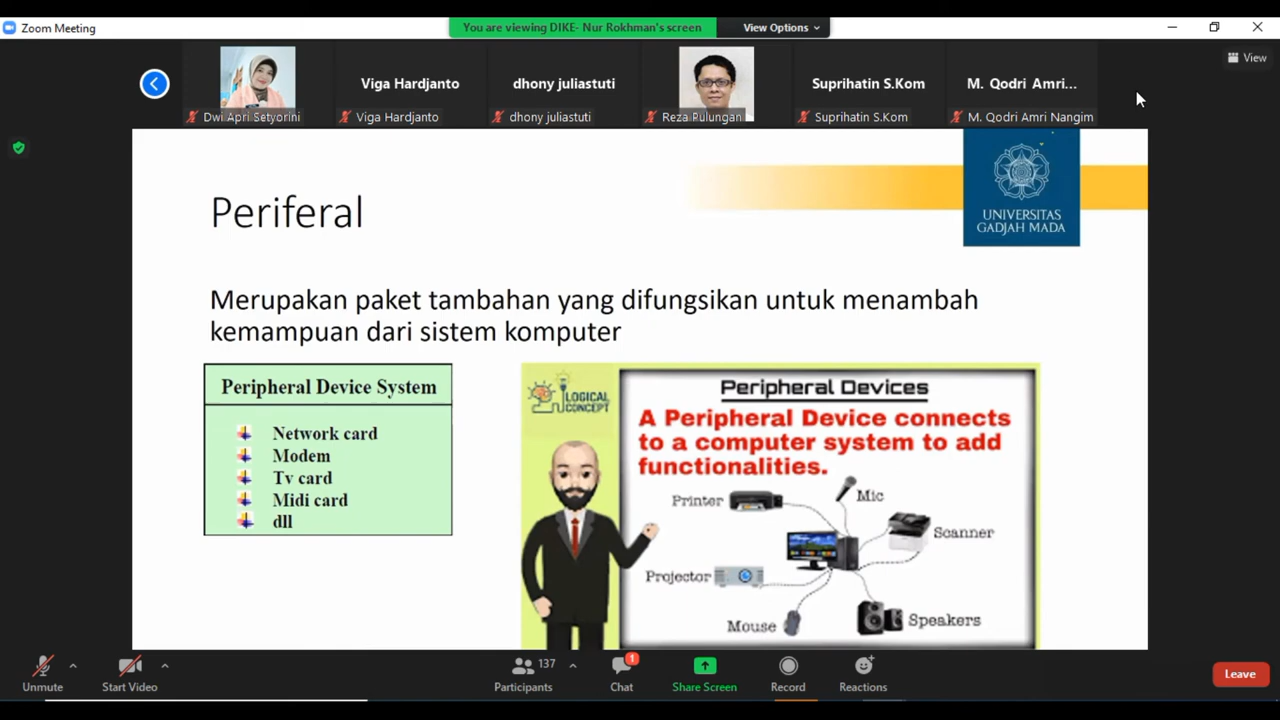 Zoom Meeting
You are viewing DIKE- Nur Rokhman's screen
View Options
View
Viga Hardjanto
dhony juliastuti
Suprihatin S.Kom
M. Qodri Amri...
Dwi Apri Setyorini
Viga Hardjanto
dhony juliastuti
Reza Pulungan
Suprihatin S.Kom
M. Qodri Amri Nangim
UNIVERSITAS
GADJAH MADA
Periferal
Merupakan paket tambahan yang difungsikan untuk menambah
kemampuan dari sistem komputer
Peripheral Device System
Network card
Modem
Tv card
Midi card
dll
LOGICAL
CONCEPT
Peripheral Devices
A Peripheral Device connects
to a computer system to add
functionalities.
Printer
Mic
Scanner
Projector
Mouse
Speakers
Unmute
Start Video
137
Participants
1
Chat
Share Screen
Record
Reactions
Leave